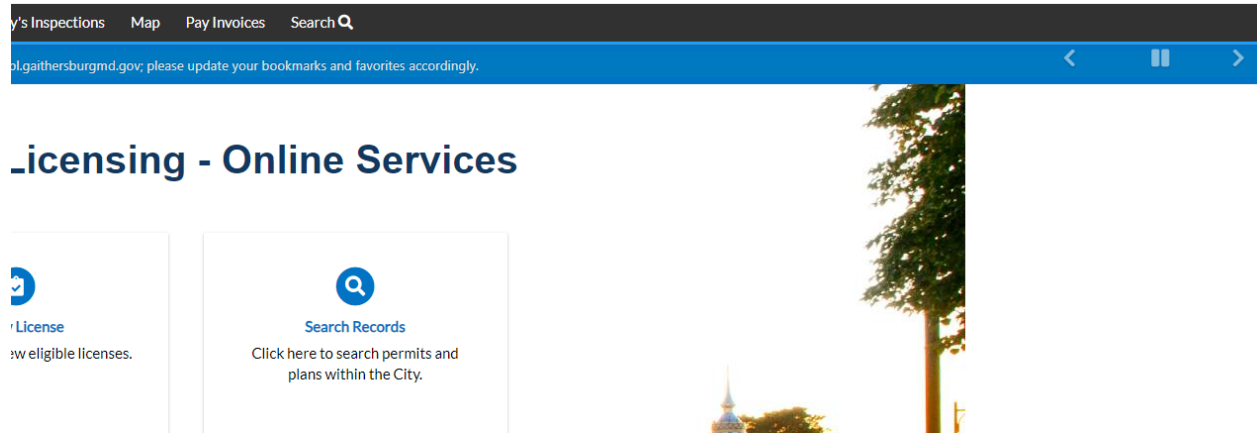 y's Inspections Map Pay Invoices Search
ol.gaithersburgmd.gov; please update your bookmarks and favorites accordingly.
Licensing - Online Services
License
ew eligible licenses.
Search Records
Click here to search permits and
plans within the City.